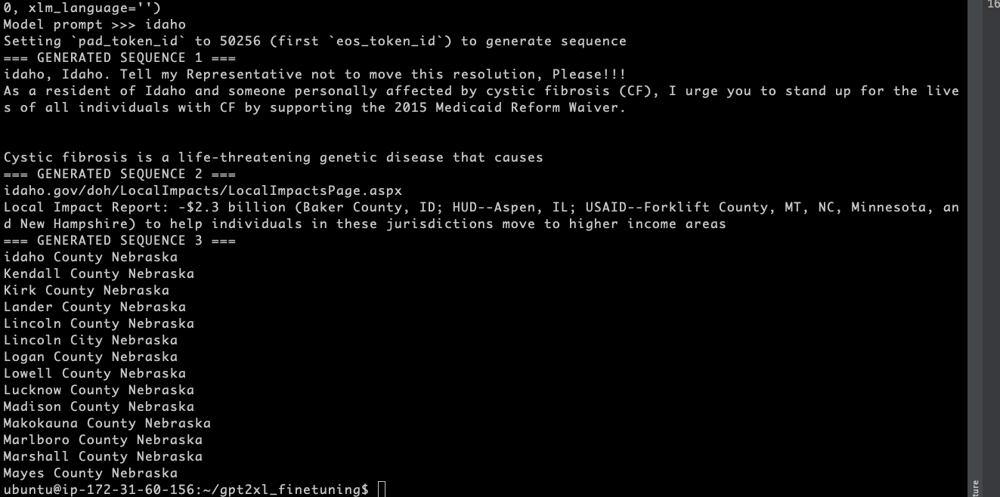 0, xlm_language='')
Model prompt >>> idaho
Setting `pad_token_id` to 50256 (first `eos_token_id`) to generate sequence
=== GENERATED SEQUENCE 1 ===
idaho, Idaho. Tell my Representative not to move this resolution, Please!!!
As a resident of Idaho and someone personally affected by cystic fibrosis (CF), I urge you to stand up for the live
s of all individuals with CF by supporting the 2015 Medicaid Reform Waiver.
Cystic fibrosis is a life-threatening genetic disease that causes
=== GENERATED SEQUENCE 2 ===
idaho.gov/doh/LocalImpacts/LocalImpactsPage.aspx
Local Impact Report: -$2.3 billion (Baker County, ID; HUD--Aspen, IL; USAID--Forklift County, MT, NC, Minnesota, an
d New Hampshire) to help individuals in these jurisdictions move to higher income areas
=== GENERATED SEQUENCE 3 ===
idaho County Nebraska
Kendall County Nebraska
Kirk County Nebraska
Lander County Nebraska
Lincoln County Nebraska
Lincoln City Nebraska
Logan County Nebraska
Lowell County Nebraska
Lucknow County Nebraska
Madison County Nebraska
Makokauna County Nebraska
Marlboro County Nebraska
Marshall County Nebraska
Mayes County Nebraska
ubuntu@ip-172-31-60-156:~/gpt2xl_finetuning$
16
ture